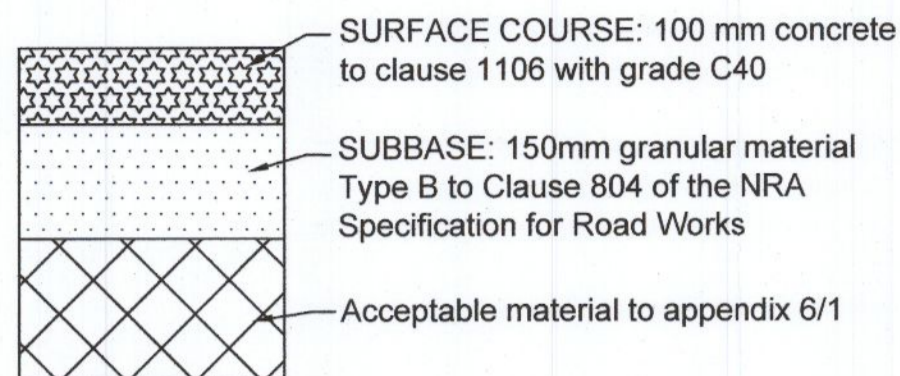 SURFACE COURSE: 100 mm concrete
to clause 1106 with grade C40
SUBBASE: 150mm granular material
Type B to Clause 804 of the NRA
Specification for Road Works
Acceptable material to appendix 6/1